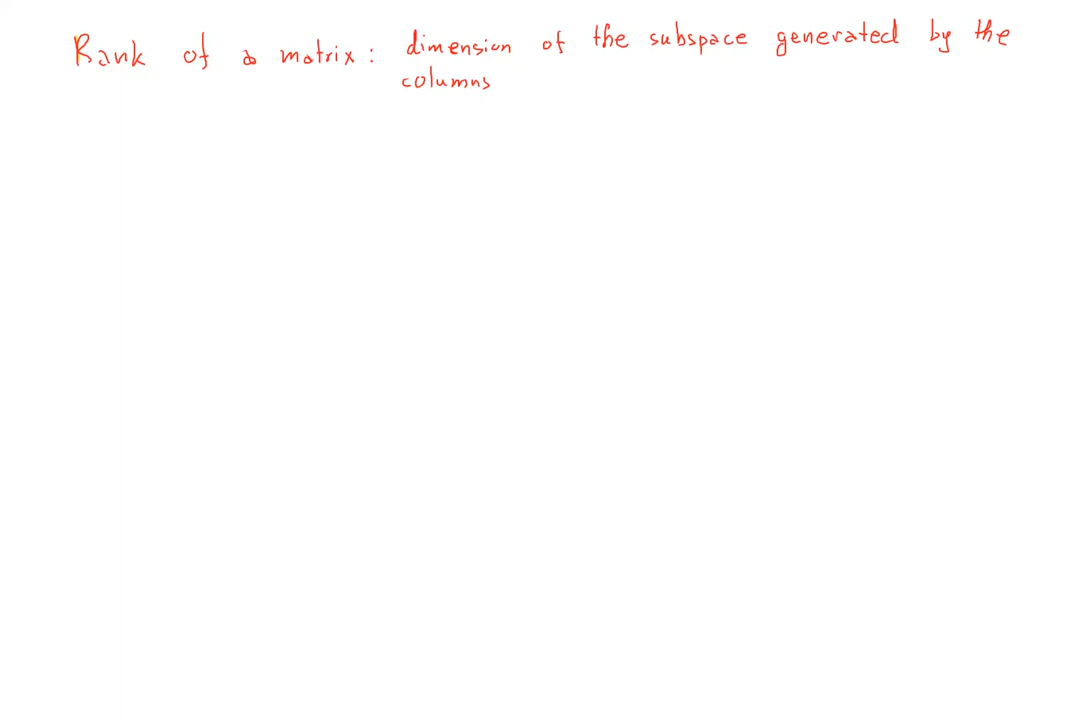 Rank of a matrix: dimension of the subspace generated by the
columns